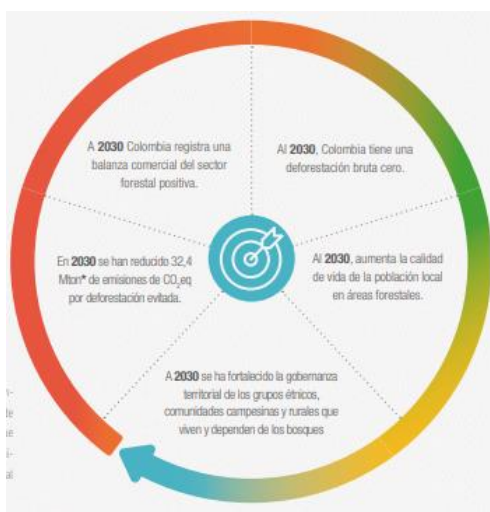 A 2030 Colombia registra una
balanza comercial del sector
forestal positiva.
Al 2030, Colombia tiene una
deforestación bruta cero.
En 2030 se han reducido 32,4
Mton* de emisiones de CO₂eq
por deforestación evitada.
Al 2030, aumenta la calidad
de vida de la población local
en áreas forestales.
A 2030 se ha fortalecido la gobernanza
territorial de los grupos étnicos,
comunidades campesinas y rurales que
viven y dependen de los bosques